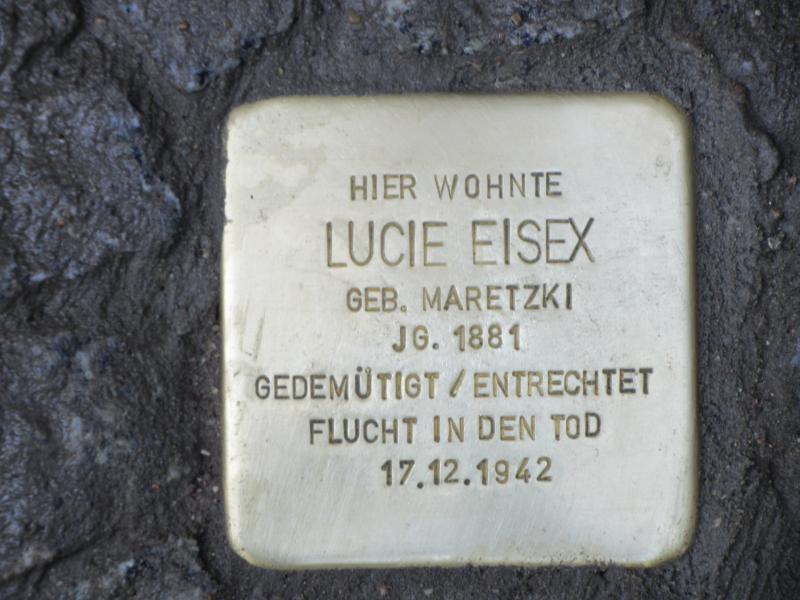 HIER WOHNTE
LUCIE EISEX
GEB. MARETZKI
JG. 1881
GEDEMÜTIGT / ENTRECHTET
FLUCHT IN DEN TOD
17.12.1942